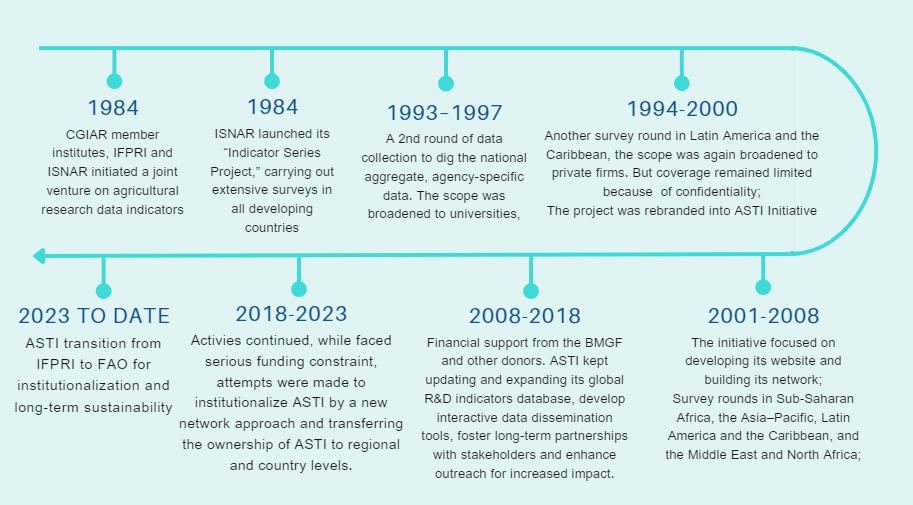 1984
CGIAR member
institutes, IFPRI and
ISNAR initiated a joint
venture on agricultural
research data indicators
1984
ISNAR launched its
“Indicator Series
Project,” carrying out
extensive surveys in
all developing
countries
1993–1997
A 2nd round of data
collection to dig the national
aggregate, agency-specific
data. The scope was
broadened to universities,
1994-2000
Another survey round in Latin America and the
Caribbean, the scope was again broadened to
private firms. But coverage remained limited
because of confidentiality;
The project was rebranded into ASTI Initiative
2001-2008
The initiative focused on
developing its website and
building its network;
Survey rounds in Sub-Saharan
Africa, the Asia–Pacific, Latin
America and the Caribbean, and
the Middle East and North Africa;
2008-2018
Financial support from the BMGF
and other donors. ASTI kept
updating and expanding its global
R&D indicators database, develop
interactive data dissemination
tools, foster long-term partnerships
with stakeholders and enhance
outreach for increased impact.
2018-2023
Activies continued, while faced
serious funding constraint,
attempts were made to
institutionalize ASTI by a new
network approach and transferring
the ownership of ASTI to regional
and country levels.
2023 TO DATE
ASTI transition from
IFPRI to FAO for
institutionalization and
long-term sustainability